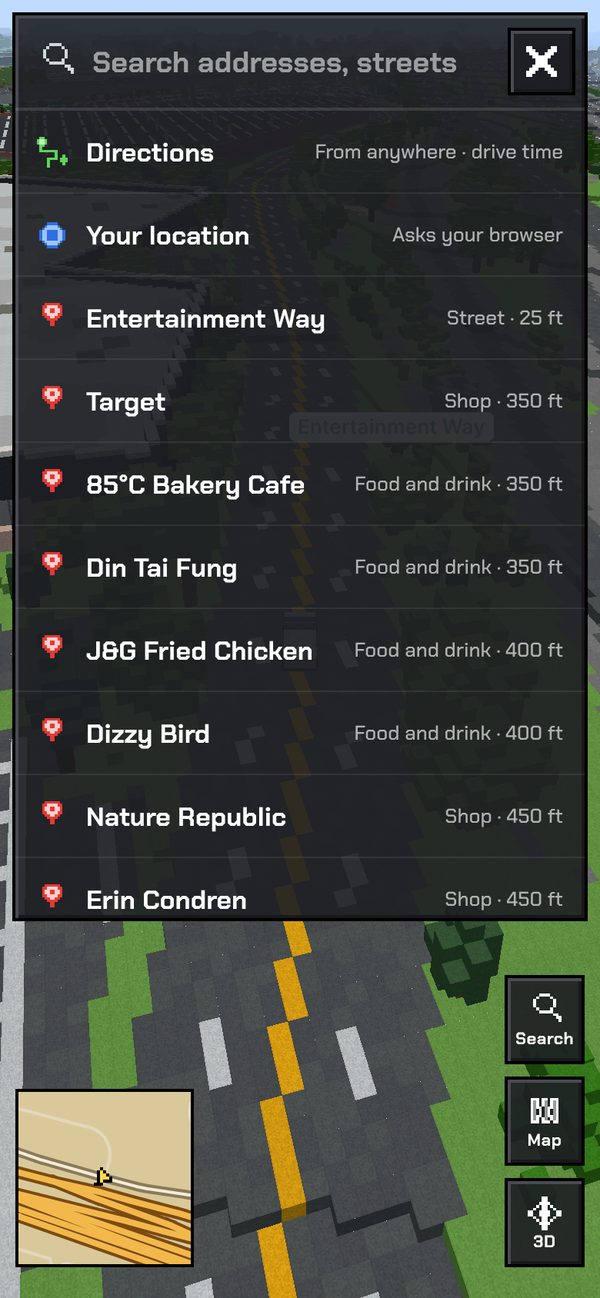 Search addresses, streets
Directions From anywhere · drive time
Your location Asks your browser
Entertainment Way Street · 25 ft
Target Shop · 350 ft
Entertainment Way
85°C Bakery Cafe Food and drink · 350 ft
Din Tai Fung Food and drink · 350 ft
J&G Fried Chicken Food and drink · 400 ft
Dizzy Bird Food and drink · 400 ft
Nature Republic Shop · 450 ft
Erin Condren Shop · 450 ft
Search
Map
3D